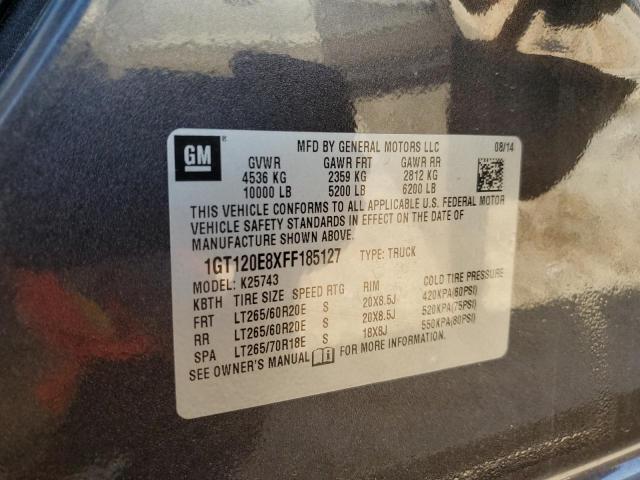 GM
MFD BY GENERAL MOTORS LLC 08/14
GVWR GAWR FRT GAWR RR
4536 KG 2359 KG 2812 KG
10000 LB 5200 LB 6200 LB
THIS VEHICLE CONFORMS TO ALL APPLICABLE U.S. FEDERAL MOTOR
VEHICLE SAFETY STANDARDS IN EFFECT ON THE DATE OF
MANUFACTURE SHOWN ABOVE.
1GT120E8XFF185127 TYPE: TRUCK
MODEL: K25743
KBTH TIRE SIZE SPEED RTG RIM COLD TIRE PRESSURE
FRT LT265/60R20E S 20X8.5J 420KPA(60PSI)
RR LT265/60R20E S 20X8.5J 520KPA(75PSI)
SPA LT265/70R18E S 18X8J 550KPA(80PSI)
SEE OWNER'S MANUAL FOR MORE INFORMATION.